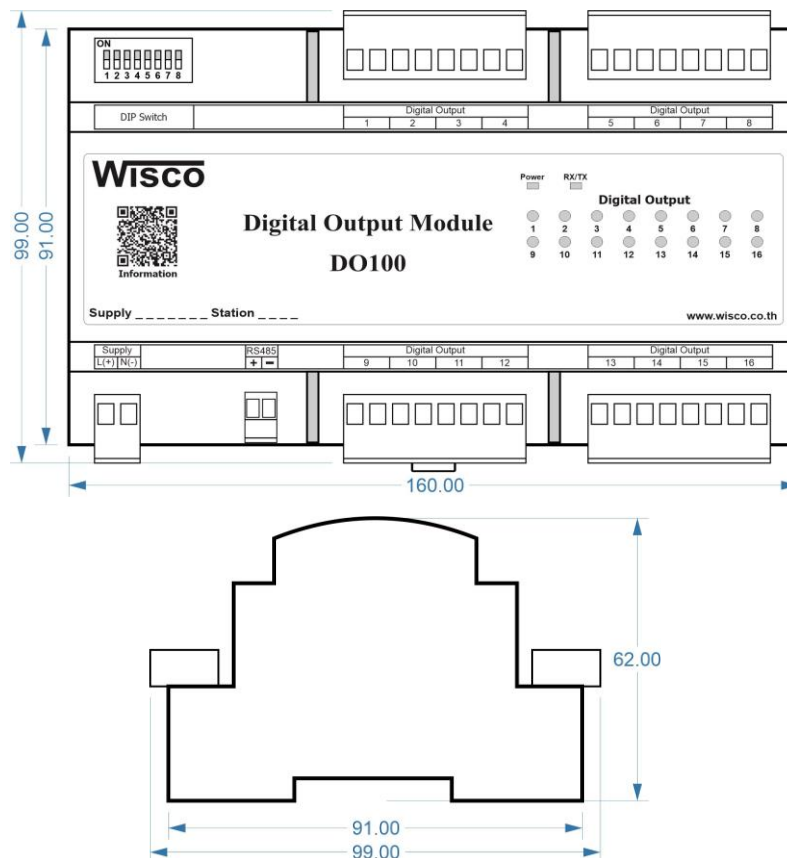 ON
1 2 3 4 5 6 7 8
DIP Switch
Digital Output
1 2 3 4
Digital Output
5 6 7 8
WISCO
Information
Digital Output Module
DO100
Power RX/TX
Digital Output
1 2 3 4 5 6 7 8
9 10 11 12 13 14 15 16
Supply _ _ _ _ _ _ _ Station _ _ _ _
www.wisco.co.th
Supply
L(+) N(-)
RS485
+ −
Digital Output
9 10 11 12
Digital Output
13 14 15 16
99.00
91.00
160.00
62.00
91.00
99.00